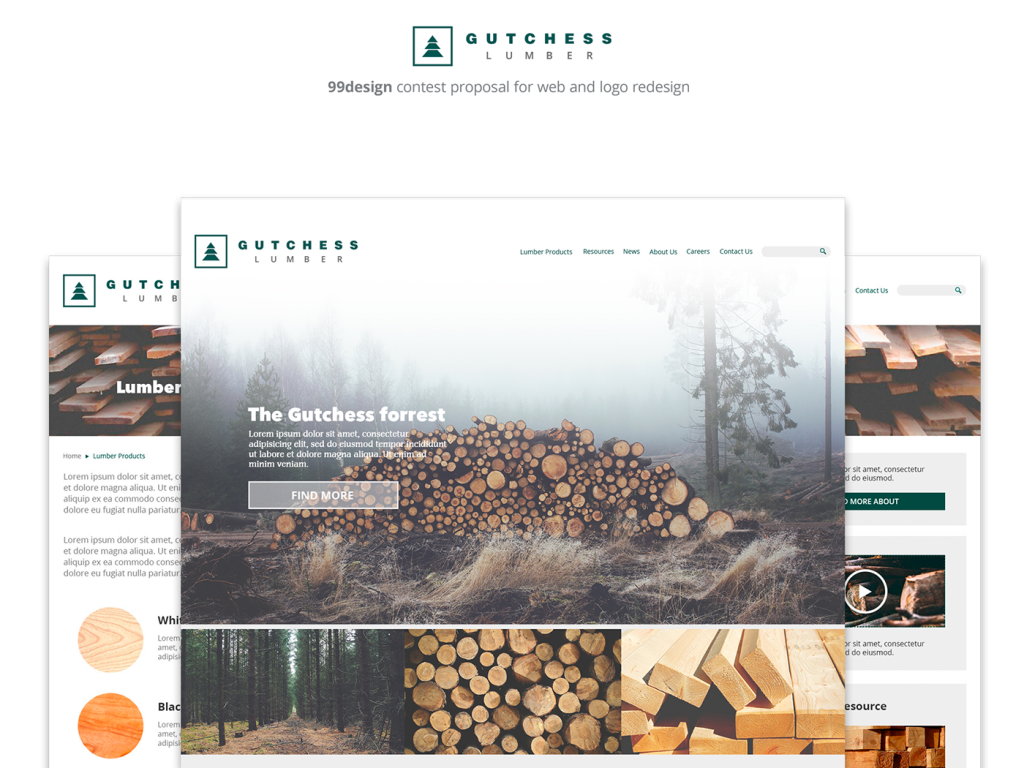 GUTCHESS
LUMBER
99design contest proposal for web and logo redesign
GUTCHESS
LUMBER
Lumber Products Resources News About Us Careers Contact Us
The Gutchess forrest
Lorem ipsum dolor sit amet, consectetur
adipisicing elit, sed do eiusmod tempor incididunt
ut labore et dolore magna aliqua. Ut enim ad
minim veniam.
FIND MORE
GUTCH
LUMB
Lumber
Home ▸ Lumber Products
Lorem ipsum dolor sit amet, c
et dolore magna aliqua. Ut eni
aliquip ex ea commodo conse
dolore eu fugiat nulla pariatur
Lorem ipsum dolor sit amet, co
et dolore magna aliqua. Ut eni
aliquip ex ea commodo conse
dolore eu fugiat nulla pariatur
Whi
Lorem
amet, c
adipisi
Blac
Lorem
amet, c
adipisi
Contact Us
or sit amet, consectetur
d do eiusmod.
D MORE ABOUT
or sit amet, consectetur
d do eiusmod.
esource